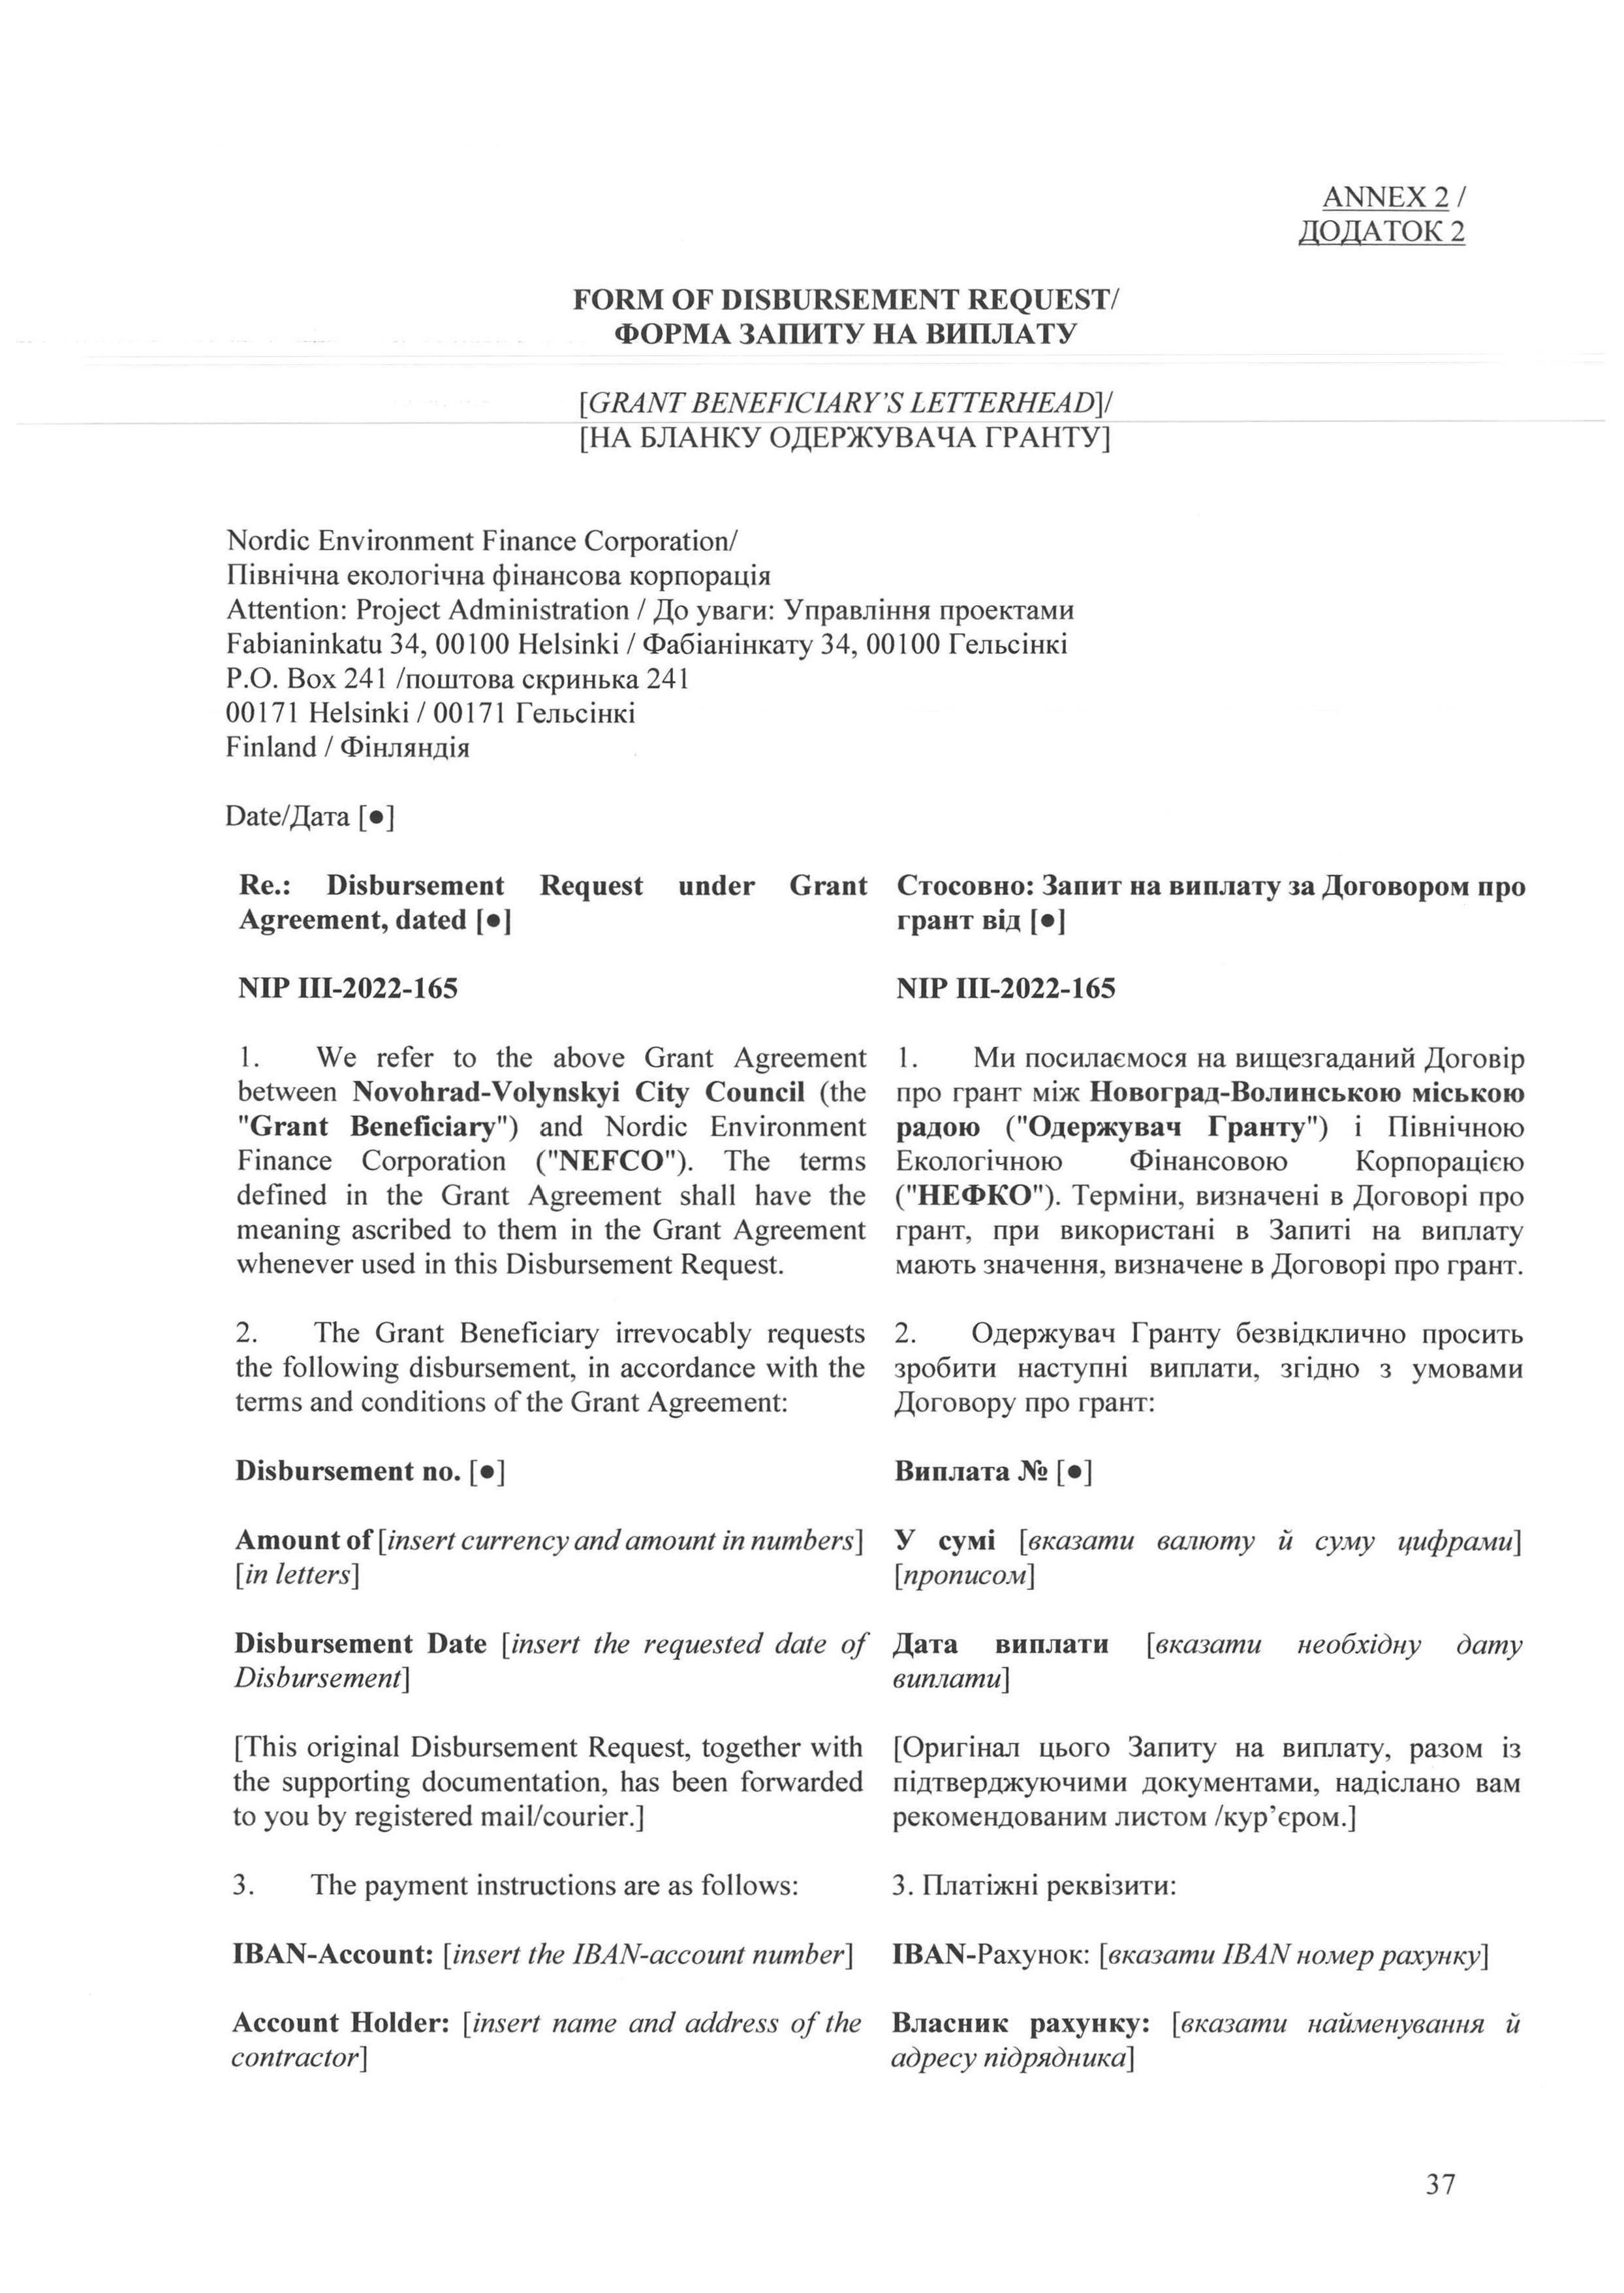 ANNEX 2 /
ДОДАТОК 2
FORM OF DISBURSEMENT REQUEST/
ФОРМА ЗАПИТУ НА ВИПЛАТУ
[GRANT BENEFICIARY'S LETTERHEAD]/
[НА БЛАНКУ ОДЕРЖУВАЧА ГРАНТУ]
Nordic Environment Finance Corporation/
Північна екологічна фінансова корпорація
Attention: Project Administration / До уваги: Управління проектами
Fabianinkatu 34, 00100 Helsinki / Фабіанінкату 34, 00100 Гельсінкі
P.O. Box 241 /поштова скринька 241
00171 Helsinki / 00171 Гельсінкі
Finland / Фінляндія
Date/Дата [●]
Re.: Disbursement Request under Grant
Agreement, dated [●]
NIP III-2022-165
1. We refer to the above Grant Agreement
between Novohrad-Volynskyi City Council (the
"Grant Beneficiary") and Nordic Environment
Finance Corporation ("NEFCO"). The terms
defined in the Grant Agreement shall have the
meaning ascribed to them in the Grant Agreement
whenever used in this Disbursement Request.
2. The Grant Beneficiary irrevocably requests
the following disbursement, in accordance with the
terms and conditions of the Grant Agreement:
Disbursement no. [●]
Amount of [insert currency and amount in numbers]
[in letters]
Disbursement Date [insert the requested date of
Disbursement]
[This original Disbursement Request, together with
the supporting documentation, has been forwarded
to you by registered mail/courier.]
3. The payment instructions are as follows:
IBAN-Account: [insert the IBAN-account number]
Account Holder: [insert name and address of the
contractor]
Стосовно: Запит на виплату за Договором про
грант від [●]
NIP III-2022-165
1. Ми посилаємося на вищезгаданий Договір
про грант між Новоград-Волинською міською
радою ("Одержувач Гранту") і Північною
Екологічною Фінансовою Корпорацією
("НЕФКО"). Терміни, визначені в Договорі про
грант, при використані в Запиті на виплату
мають значення, визначене в Договорі про грант.
2. Одержувач Гранту безвідклично просить
зробити наступні виплати, згідно з умовами
Договору про грант:
Виплата № [●]
У сумі [вказати валюту й суму цифрами]
[прописом]
Дата виплати [вказати необхідну дату
виплати]
[Оригінал цього Запиту на виплату, разом із
підтверджуючими документами, надіслано вам
рекомендованим листом /кур’єром.]
3. Платіжні реквізити:
IBAN-Рахунок: [вказати IBAN номер рахунку]
Власник рахунку: [вказати найменування й
адресу підрядника]
37